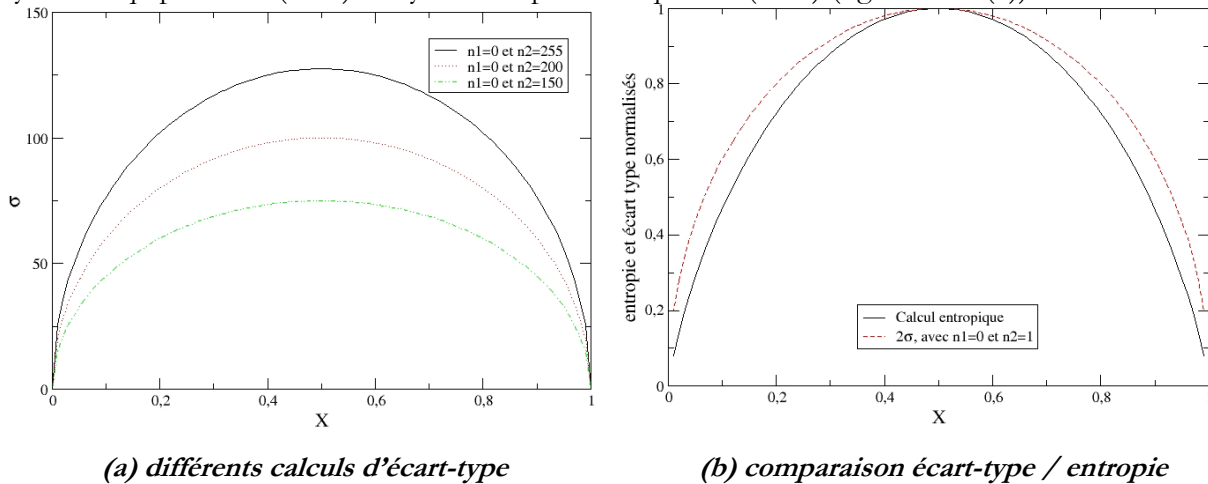 150
100
50
0
σ
n1=0 et n2=255
n1=0 et n2=200
n1=0 et n2=150
0 0,2 0,4 0,6 0,8 1
X
1
0,8
0,6
0,4
0,2
0
entropie et écart type normalisés
Calcul entropique
2σ, avec n1=0 et n2=1
0 0,2 0,4 0,6 0,8 1
X
(a) différents calculs d'écart-type
(b) comparaison écart-type / entropie